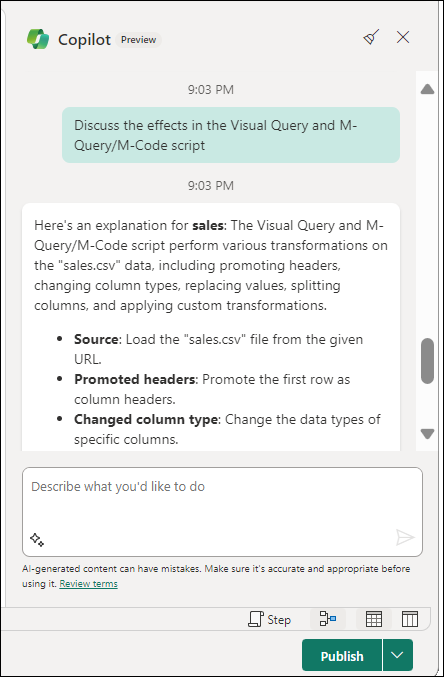 Copilot Preview
9:03 PM
Discuss the effects in the Visual Query and M-
Query/M-Code script
9:03 PM
Here's an explanation for sales: The Visual Query and M-
Query/M-Code script perform various transformations on
the "sales.csv" data, including promoting headers,
changing column types, replacing values, splitting
columns, and applying custom transformations.
• Source: Load the "sales.csv" file from the given
URL.
• Promoted headers: Promote the first row as
column headers.
• Changed column type: Change the data types of
specific columns.
Describe what you'd like to do
AI-generated content can have mistakes. Make sure it's accurate and appropriate before
using it. Review terms
Step
Publish